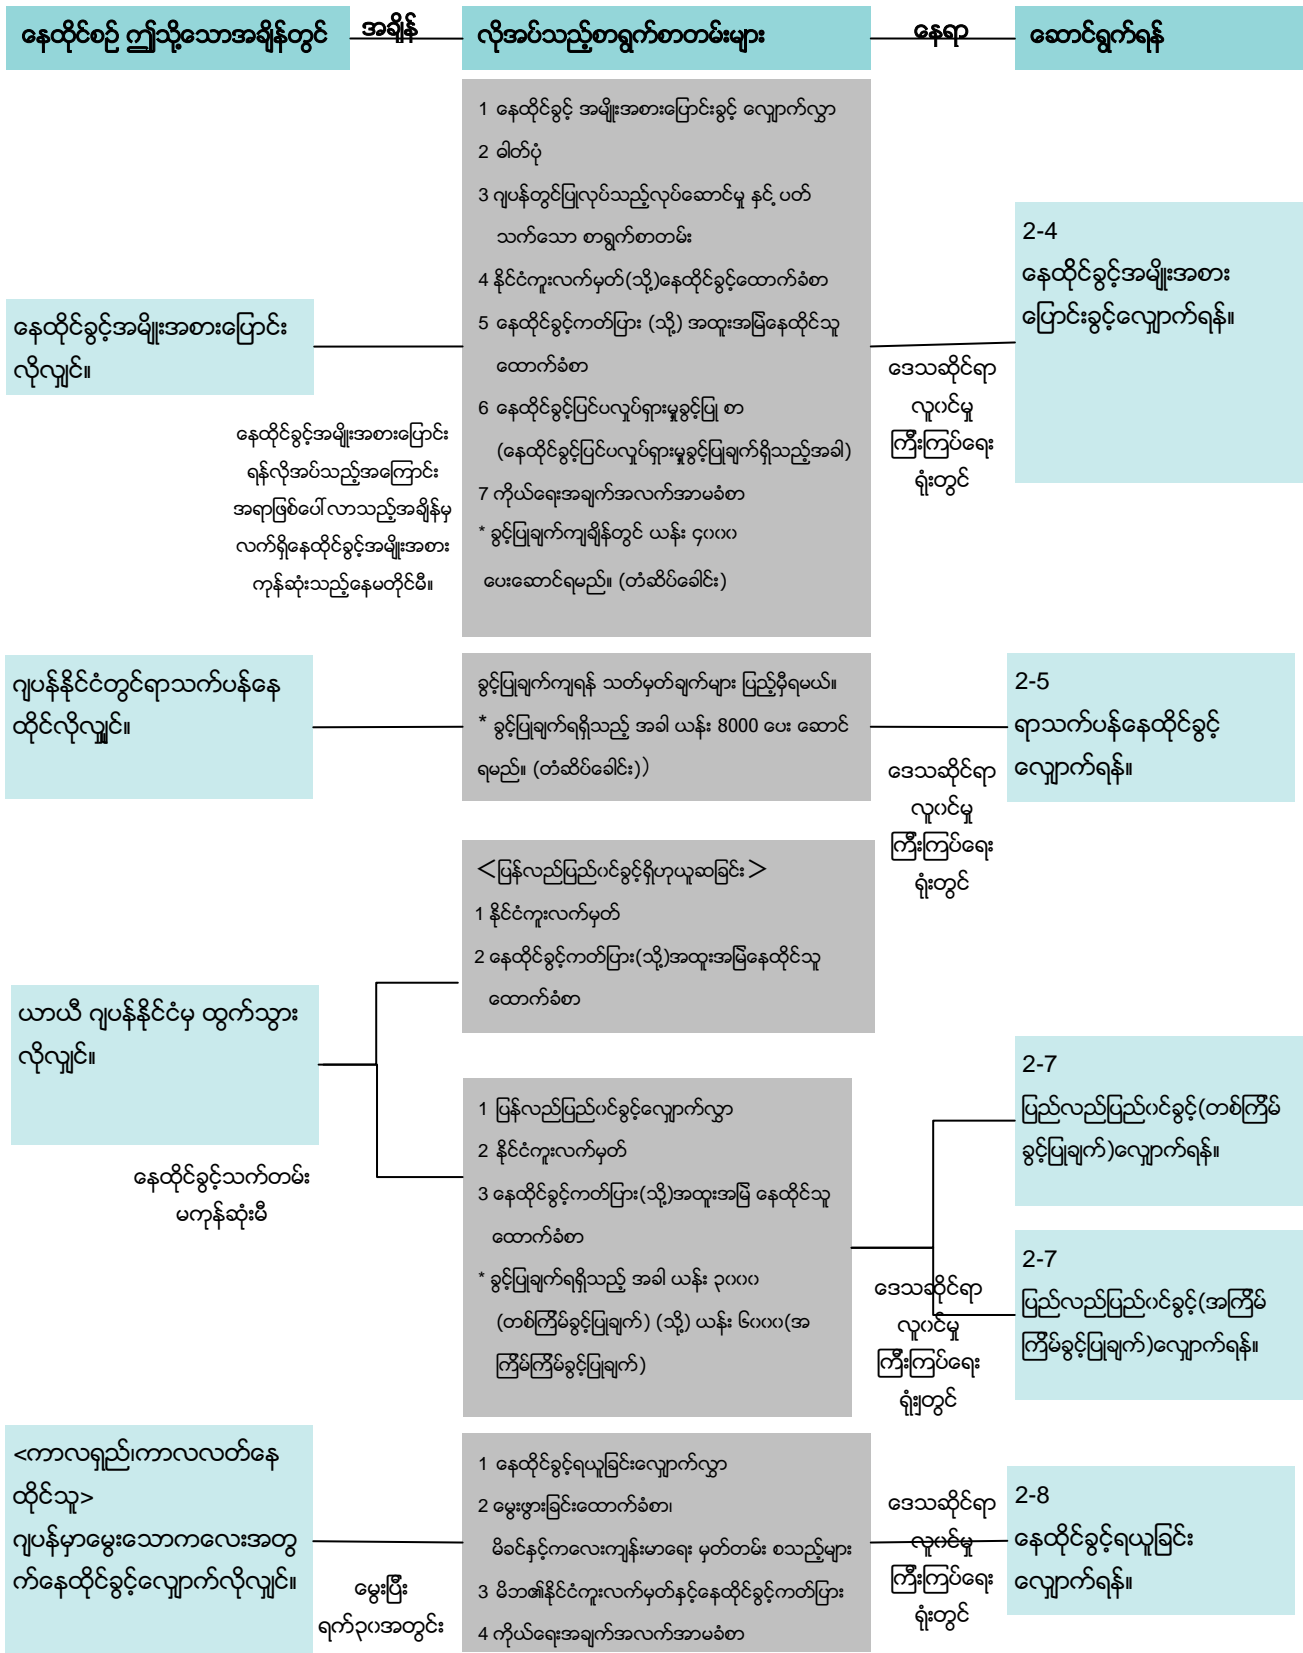 နေထိုင်စဉ် ဤသို့သောအချိန်တွင်
အချိန်
လိုအပ်သည့်စာရွက်စာတမ်းများ
နေရာ
ဆောင်ရွက်ရန်
နေထိုင်ခွင့်အမျိုးအစားပြောင်း
လိုလျှင်။
နေထိုင်ခွင့်အမျိုးအစားပြောင်း
ရန်လိုအပ်သည့်အကြောင်း
အရာဖြစ်ပေါ် လာသည့်အချိန်မှ
လက်ရှိနေထိုင်ခွင့်အမျိုးအစား
ကုန်ဆုံးသည့်နေမတိုင်မီ။
1 နေထိုင်ခွင့် အမျိုးအစားပြောင်းခွင့် လျှောက်လွှာ
2 ဓါတ်ပုံ
3 ဂျပန်တွင်ပြုလုပ်သည့်လုပ်ဆောင်မှု နှင့် ပတ်
သက်သော စာရွက်စာတမ်း
4 နိုင်ငံကူးလက်မှတ်(သို့)နေထိုင်ခွင့်ထောက်ခံစာ
5 နေထိုင်ခွင့်ကတ်ပြား (သို့) အထူးအမြဲနေထိုင်သူ
ထောက်ခံစာ
6 နေထိုင်ခွင့်ပြင်ပလှုပ်ရှားမှုခွင့်ပြု စာ
(နေထိုင်ခွင့်ပြင်ပလှုပ်ရှားမှုခွင့်ပြုချက်ရှိသည့်အခါ)
7 ကိုယ်ရေးအချက်အလက်အာမခံစာ
* ခွင့်ပြုချက်ကျချိန်တွင် ယန်း ၄၀၀၀
ပေးဆောင်ရမည်။ (တံဆိပ်ခေါင်း)
ဒေသဆိုင်ရာ
လူဝင်မှု
ကြီးကြပ်ရေး
ရုံးတွင်
2-4
နေထိုင်ခွင့်အမျိုးအစား
ပြောင်းခွင့်လျှောက်ရန်။
ဂျပန်နိုင်ငံတွင်ရာသက်ပန်နေ
ထိုင်လိုလျှင်။
ခွင့်ပြုချက်ကျရန် သတ်မှတ်ချက်များ ပြည့်မှီရမယ်။
* ခွင့်ပြုချက်ရရှိသည့် အခါ ယန်း 8000 ပေး ဆောင်
ရမည်။ (တံဆိပ်ခေါင်း))
ဒေသဆိုင်ရာ
လူဝင်မှု
ကြီးကြပ်ရေး
ရုံးတွင်
2-5
ရာသက်ပန်နေထိုင်ခွင့်
လျှောက်ရန်။
ယာယီ ဂျပန်နိုင်ငံမှ ထွက်သွား
လိုလျှင်။
နေထိုင်ခွင့်သက်တမ်း
မကုန်ဆုံးမီ
＜ပြန်လည်ပြည်ဝင်ခွင့်ရှိဟုယူဆခြင်း＞
1 နိုင်ငံကူးလက်မှတ်
2 နေထိုင်ခွင့်ကတ်ပြား(သို့)အထူးအမြဲနေထိုင်သူ
ထောက်ခံစာ
1 ပြန်လည်ပြည်ဝင်ခွင့်လျှောက်လွှာ
2 နိုင်ငံကူးလက်မှတ်
3 နေထိုင်ခွင့်ကတ်ပြား(သို့)အထူးအမြဲ နေထိုင်သူ
ထောက်ခံစာ
* ခွင့်ပြုချက်ရရှိသည့် အခါ ယန်း ၃၀၀၀
(တစ်ကြိမ်ခွင့်ပြုချက်) (သို့) ယန်း ၆၀၀၀(အ
ကြိမ်ကြိမ်ခွင့်ပြုချက်)
ဒေသဆိုင်ရာ
လူဝင်မှု
ကြီးကြပ်ရေး
ရုံးျတွင်
2-7
ပြည်လည်ပြည်ဝင်ခွင့်(တစ်ကြိမ်
ခွင့်ပြုချက်)လျှောက်ရန်။
2-7
ပြည်လည်ပြည်ဝင်ခွင့်(အကြိမ်
ကြိမ်ခွင့်ပြုချက်)လျှောက်ရန်။
<ကာလရှည်၊ကာလလတ်နေ
ထိုင်သူ>
ဂျပန်မှာမွေးသောကလေးအတွ
က်နေထိုင်ခွင့်လျှောက်လိုလျှင်။
မွေးပြီး
ရက်၃၀အတွင်း
1 နေထိုင်ခွင့်ရယူခြင်းလျှောက်လွှာ
2 မွေးဖွားခြင်းထောက်ခံစာ၊
မိခင်နှင့်ကလေးကျန်းမာရေး မှတ်တမ်း စသည့်များ
3 မိဘ၏နိုင်ငံကူးလက်မှတ်နှင့်နေထိုင်ခွင့်ကတ်ပြား
4 ကိုယ်ရေးအချက်အလက်အာမခံစာ
ဒေသဆိုင်ရာ
လူဝင်မှု
ကြီးကြပ်ရေး
ရုံးတွင်
2-8
နေထိုင်ခွင့်ရယူခြင်း
လျှောက်ရန်။